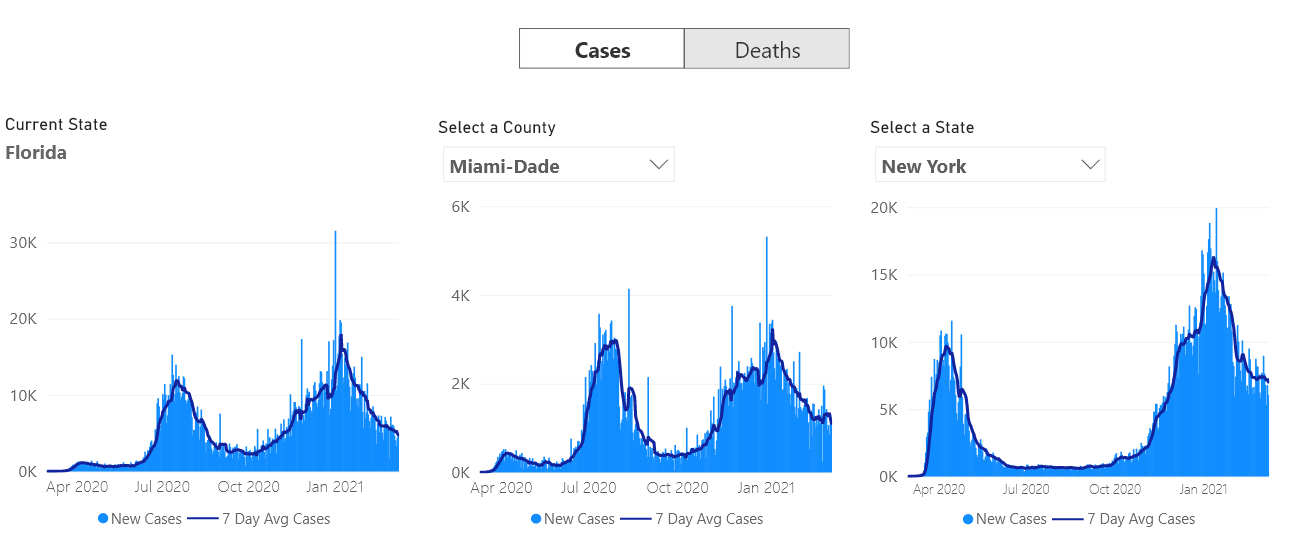 Cases Deaths
Current State
Florida
Select a County
Miami-Dade
Select a State
New York
30K
20K
10K
0K
Apr 2020 Jul 2020 Oct 2020 Jan 2021
New Cases 7 Day Avg Cases
6K
4K
2K
0K
Apr 2020 Jul 2020 Oct 2020 Jan 2021
New Cases 7 Day Avg Cases
20K
15K
10K
5K
0K
Apr 2020 Jul 2020 Oct 2020 Jan 2021
New Cases 7 Day Avg Cases